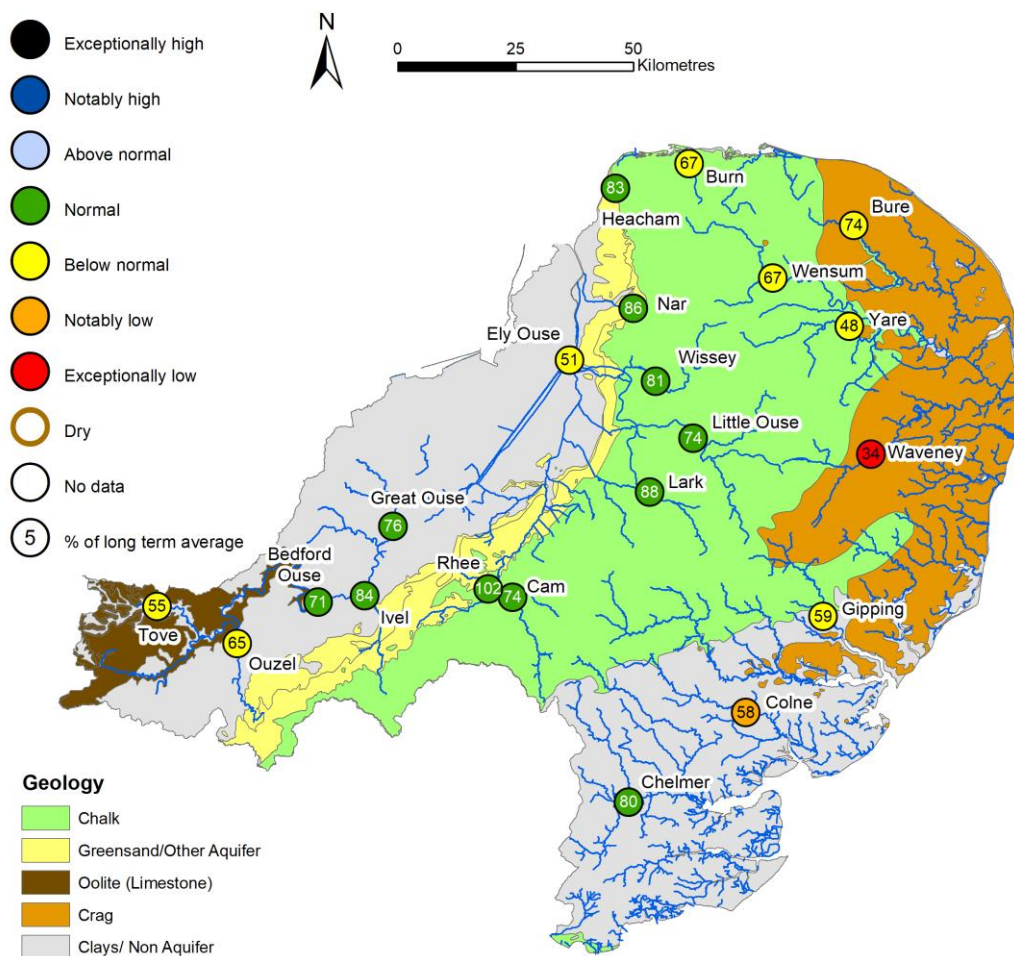 Exceptionally high
Notably high
Above normal
Normal
Below normal
Notably low
Exceptionally low
Dry
No data
5
% of long term average
N
0
25
50
Kilometres
67
Burn
83
Heacham
74
Bure
67
Wensum
86
Nar
48
Yare
Ely Ouse
51
Wissey
81
Little Ouse
74
34
Waveney
88
Lark
Great Ouse
76
Bedford
Ouse
71
84
Ivel
Rhee
102
74
Cam
55
Tove
65
Ouzel
59
Gipping
58
Colne
Chelmer
80
Geology
Chalk
Greensand/Other Aquifer
Oolite (Limestone)
Crag
Clays/ Non Aquifer